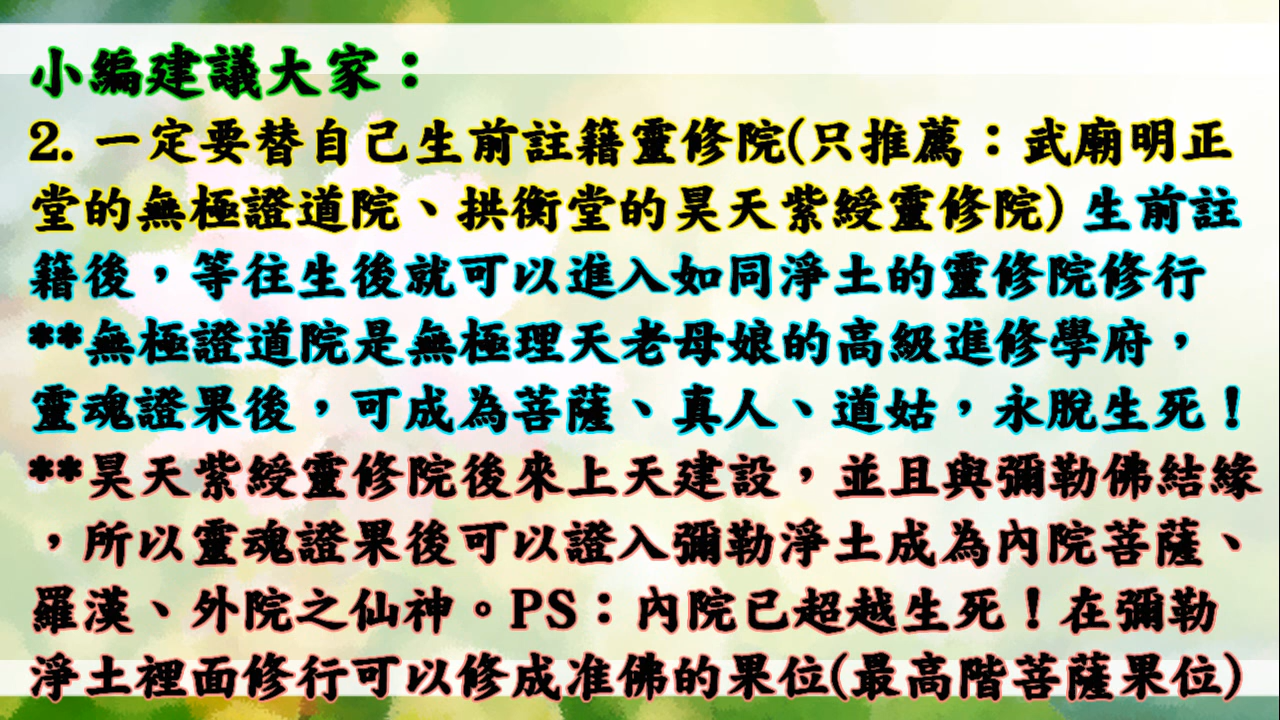 小編建議大家：
2. 一定要替自己生前註籍靈修院(只推薦：武廟明正
堂的無極證道院、拱衡堂的昊天紫綬靈修院) 生前註
籍後，等往生後就可以進入如同淨土的靈修院修行
**無極證道院是無極理天老母娘的高級進修學府，
靈魂證果後，可成為菩薩、真人、道姑，永脫生死！
**昊天紫綬靈修院後來上天建設，並且與彌勒佛結緣
，所以靈魂證果後可以證入彌勒淨土成為內院菩薩、
羅漢、外院之仙神。PS：內院已超越生死！在彌勒
淨土裡面修行可以修成准佛的果位(最高階菩薩果位)